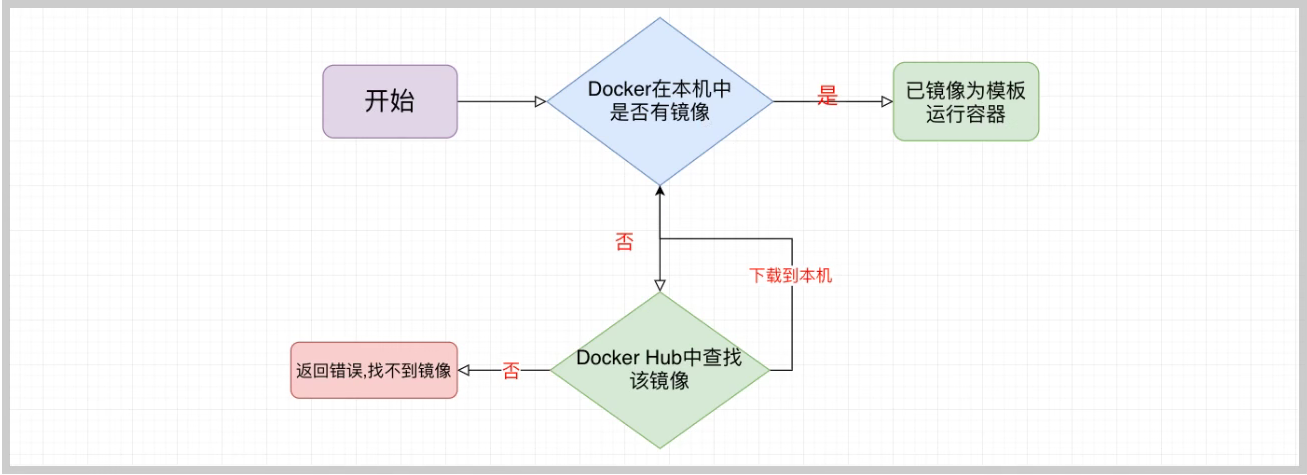 开始
Docker在本机中
是否有镜像
是
已镜像为模板
运行容器
否
下载到本机
Docker Hub中查找
该镜像
否
返回错误,找不到镜像